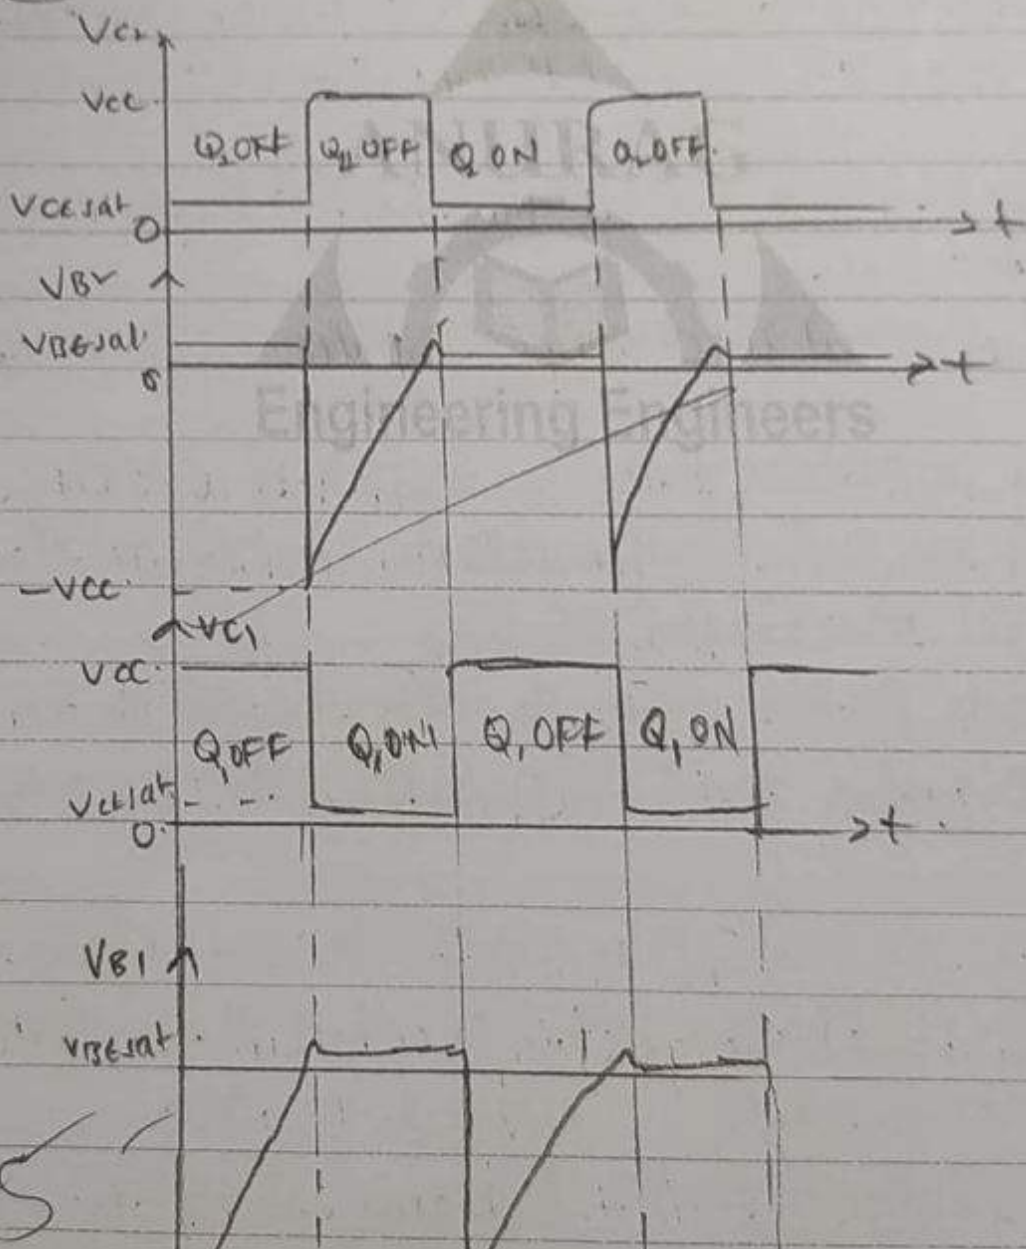 Vc2
Vcc
Q2 OFF Q2 OFF Q2 ON Q2 OFF
VCEsat
0 t
VB2
VBEsat
0 t
Engineering Engineers
-VCC
VC1
VCC
Q1 OFF Q1 ON Q1 OFF Q1 ON
VCEsat
0 t
VB1
VBEsat